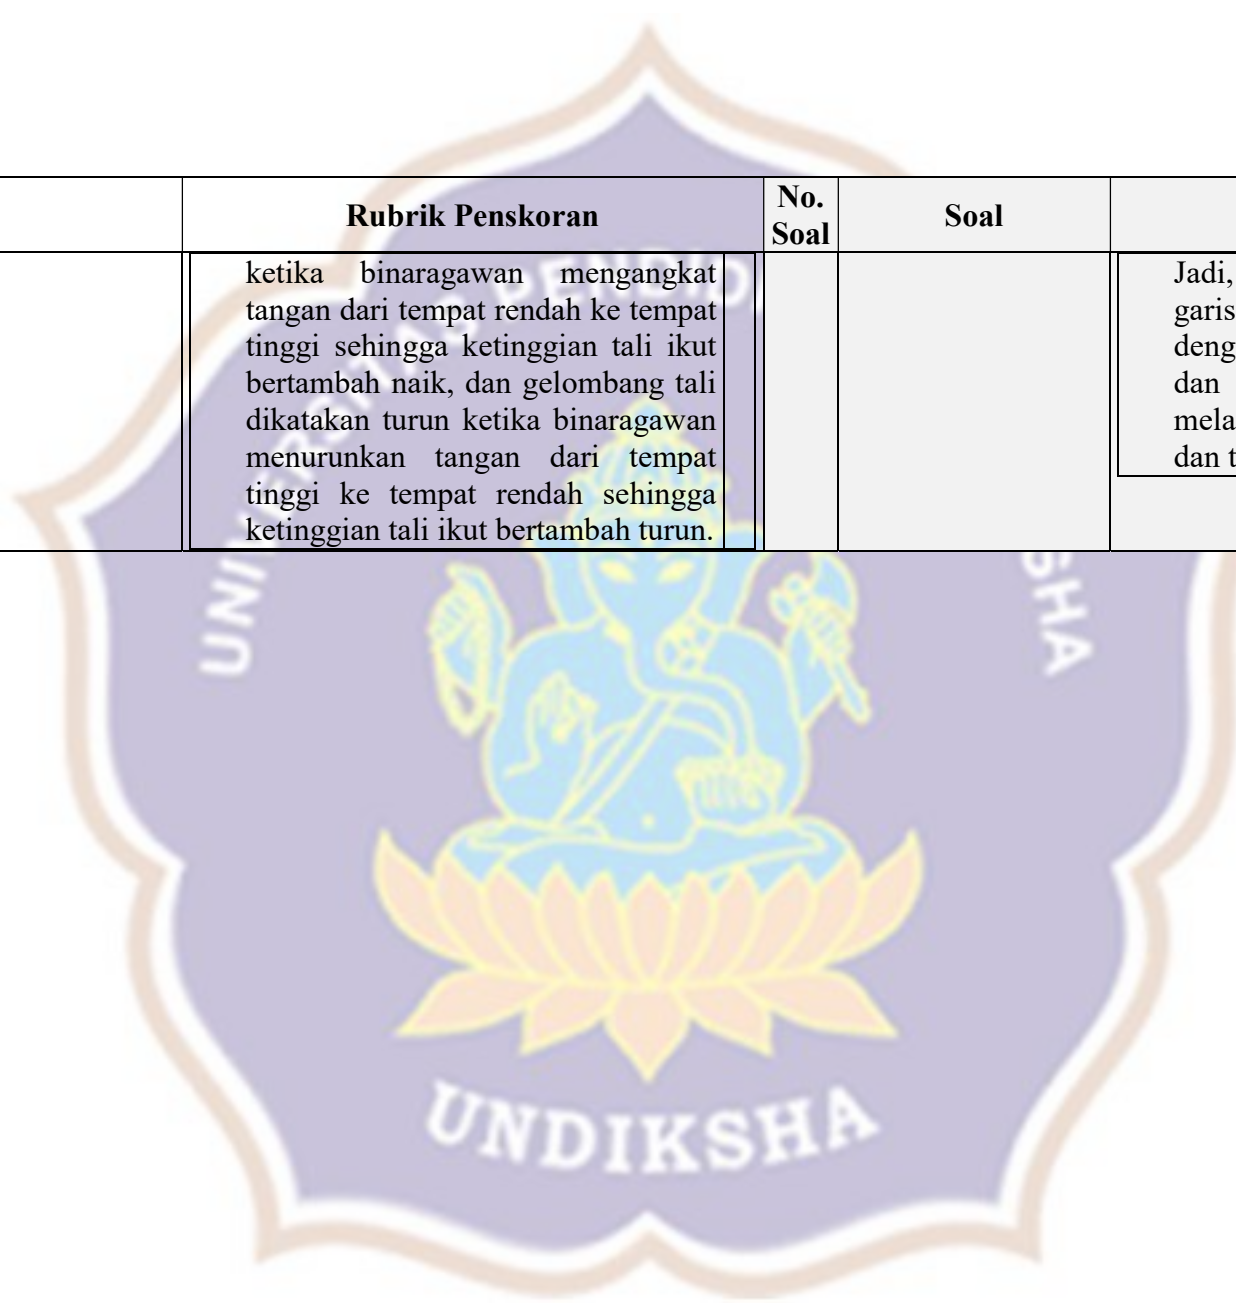 Rubrik Penskoran
No.
Soal
Soal
ketika binaragawan mengangkat
tangan dari tempat rendah ke tempat
tinggi sehingga ketinggian tali ikut
bertambah naik, dan gelombang tali
dikatakan turun ketika binaragawan
menurunkan tangan dari tempat
tinggi ke tempat rendah sehingga
ketinggian tali ikut bertambah turun.
Jadi,
garis
dan
dan
UNDIKSHA